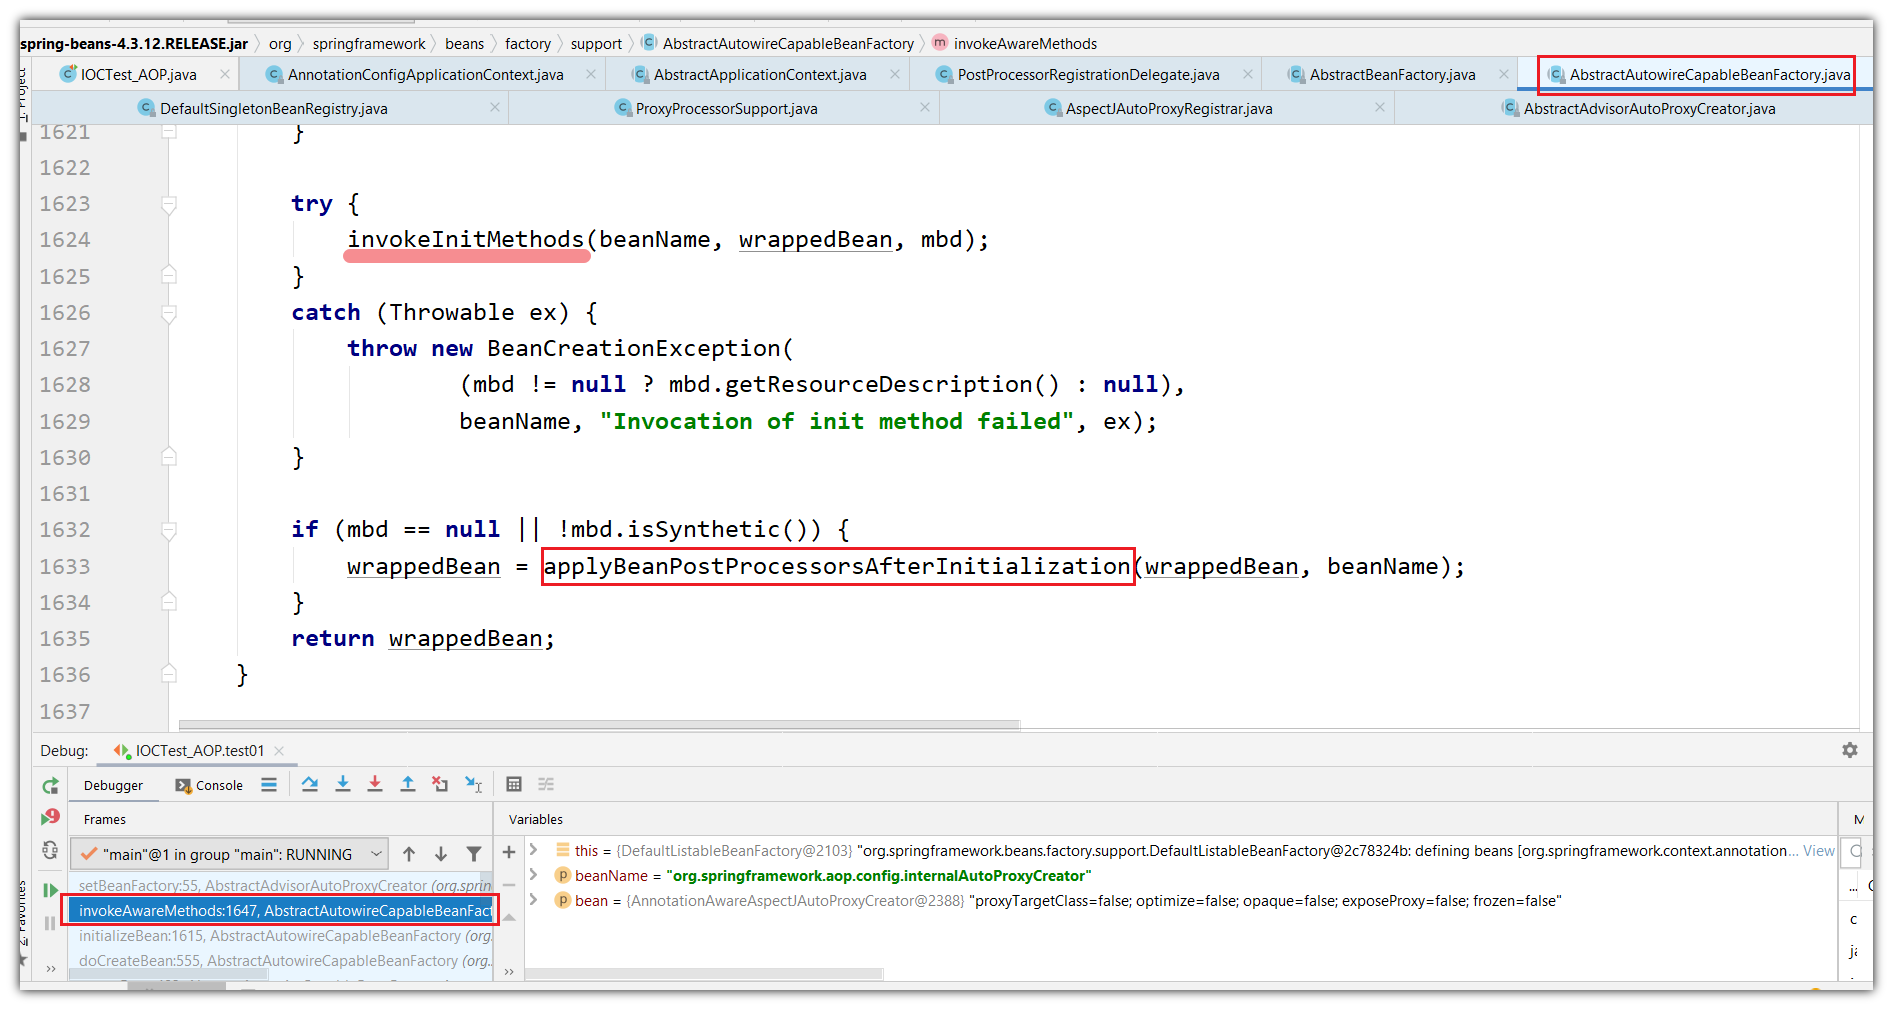 spring-beans-4.3.12.RELEASE.jar org springframework beans factory support AbstractAutowireCapableBeanFactory invokeAwareMethods
IOCTest_AOP.java AnnotationConfigApplicationContext.java AbstractApplicationContext.java PostProcessorRegistrationDelegate.java AbstractBeanFactory.java AbstractAutowireCapableBeanFactory.java
DefaultSingletonBeanRegistry.java ProxyProcessorSupport.java AspectJAutoProxyRegistrar.java AbstractAdvisorAutoProxyCreator.java
1621 }
1622
1623 try {
1624 invokeInitMethods(beanName, wrappedBean, mbd);
1625 }
1626 catch (Throwable ex) {
1627 throw new BeanCreationException(
1628 (mbd != null ? mbd.getResourceDescription() : null),
1629 beanName, "Invocation of init method failed", ex);
1630 }
1631
1632 if (mbd == null || !mbd.isSynthetic()) {
1633 wrappedBean = applyBeanPostProcessorsAfterInitialization(wrappedBean, beanName);
1634 }
1635 return wrappedBean;
1636 }
1637
Debug: IOCTest_AOP.test01
Debugger Console
Frames Variables
"main"@1 in group "main": RUNNING
setBeanFactory:55, AbstractAdvisorAutoProxyCreator (org.sprin
invokeAwareMethods:1647, AbstractAutowireCapableBeanFact
initializeBean:1615, AbstractAutowireCapableBeanFactory (org.
doCreateBean:555, AbstractAutowireCapableBeanFactory (org..
this = {DefaultListableBeanFactory@2103} "org.springframework.beans.factory.support.DefaultListableBeanFactory@2c78324b: defining beans [org.springframework.context.annotation... View
beanName = "org.springframework.aop.config.internalAutoProxyCreator"
bean = {AnnotationAwareAspectJAutoProxyCreator@2388} "proxyTargetClass=false; optimize=false; opaque=false; exposeProxy=false; frozen=false"